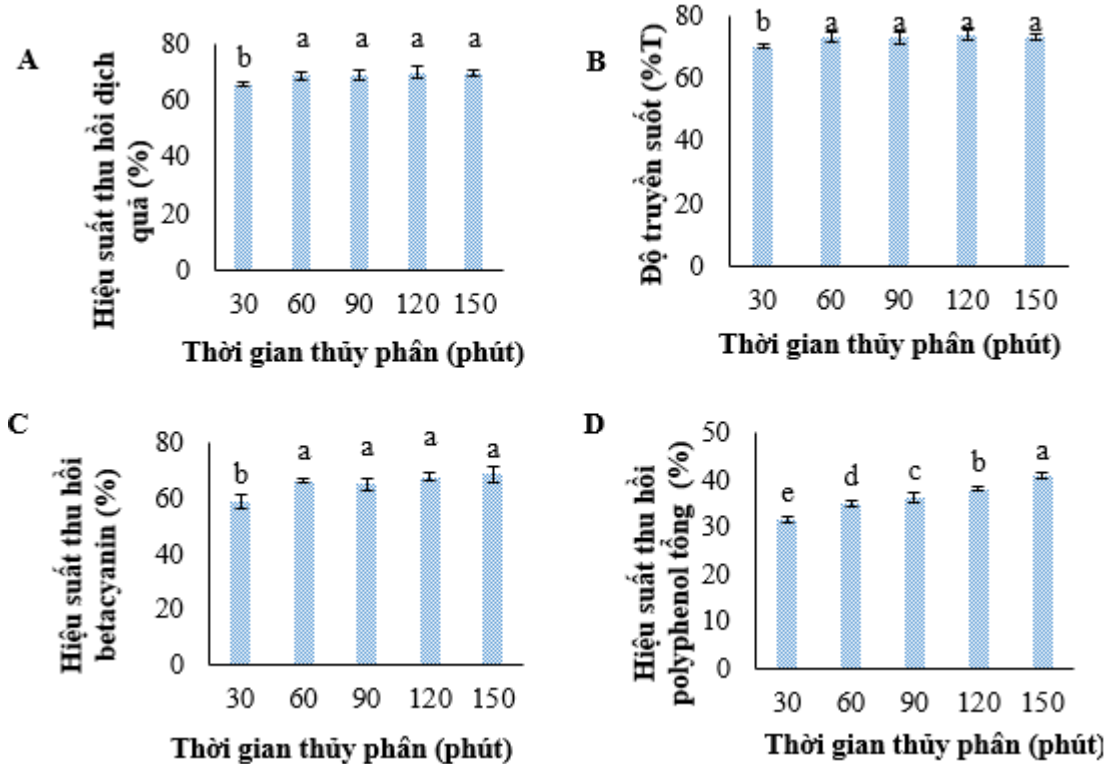 A
Hiệu suất thu hồi dịch
quả (%)
80
60
40
20
0
b
a
a
a
a
30 60 90 120 150
Thời gian thủy phân (phút)
B
Độ truyền suốt (%T)
80
60
40
20
0
b
a
a
a
a
30 60 90 120 150
Thời gian thủy phân (phút)
C
Hiệu suất thu hồi
betacyanin (%)
80
60
40
20
0
b
a
a
a
a
30 60 90 120 150
Thời gian thủy phân (phút)
D
Hiệu suất thu hồi
polyphenol tổng (%)
50
40
30
20
10
0
e
d
c
b
a
30 60 90 120 150
Thời gian thủy phân (phút)